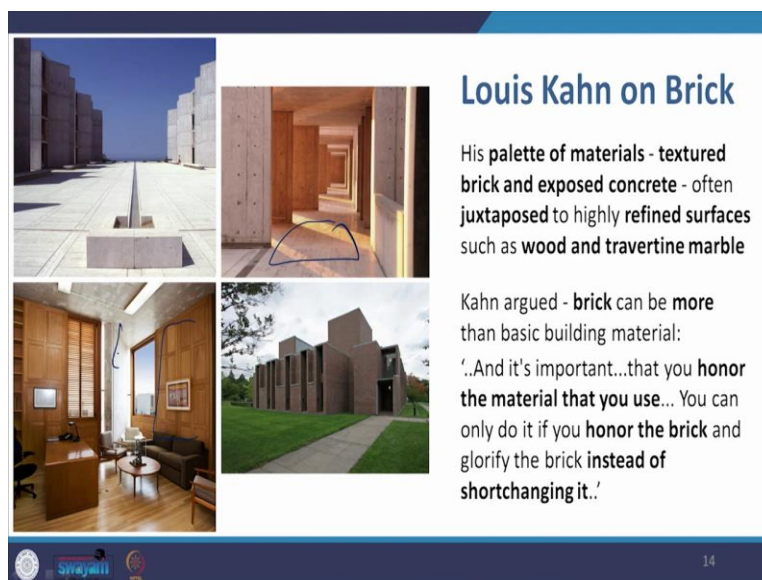 Louis Kahn on Brick
His palette of materials - textured
brick and exposed concrete - often
juxtaposed to highly refined surfaces
such as wood and travertine marble
Kahn argued - brick can be more
than basic building material:
‘..And it's important...that you honor
the material that you use... You can
only do it if you honor the brick and
glorify the brick instead of
shortchanging it..’
swayam
14